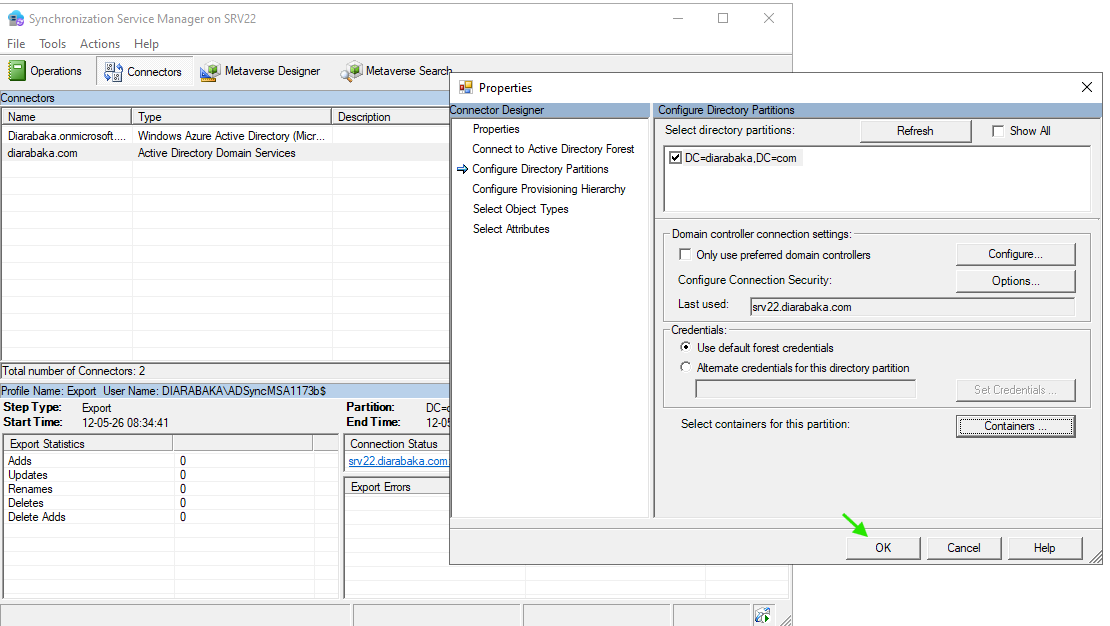 Synchronization Service Manager on SRV22
File Tools Actions Help
Operations Connectors Metaverse Designer Metaverse Search
Connectors
Name Type Description
Diarabaka.onmicrosoft.... Windows Azure Active Directory (Micr...
diarabaka.com Active Directory Domain Services
Total number of Connectors: 2
Profile Name: Export User Name: DIARABAKA\ADSyncMSA1173b$
Step Type: Export
Start Time: 12-05-26 08:34:41
Partition: DC=
End Time: 12-05
Export Statistics
Adds 0
Updates 0
Renames 0
Deletes 0
Delete Adds 0
Connection Status
srv22.diarabaka.com
Export Errors
Properties
Connector Designer
Properties
Connect to Active Directory Forest
Configure Directory Partitions
Configure Provisioning Hierarchy
Select Object Types
Select Attributes
Configure Directory Partitions
Select directory partitions: Refresh Show All
DC=diarabaka,DC=com
Domain controller connection settings:
Only use preferred domain controllers Configure...
Configure Connection Security: Options...
Last used: srv22.diarabaka.com
Credentials:
Use default forest credentials
Alternate credentials for this directory partition
Set Credentials ...
Select containers for this partition: Containers ...
OK Cancel Help